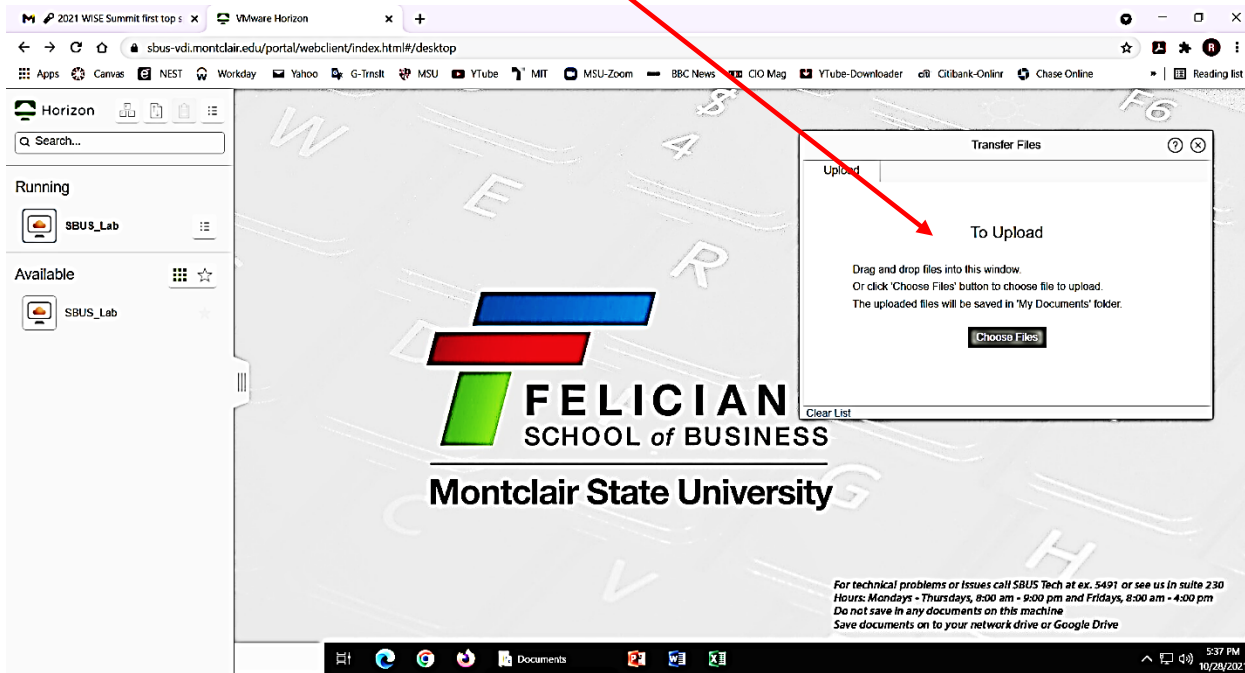 2021 WISE Summit first top s
VMware Horizon
sbus-vdi.montclair.edu/portal/webclient/index.html#/desktop
Apps Canvas NEST Workday Yahoo G-Trnslt MSU YTube MIT MSU-Zoom BBC News CIO Mag YTube-Downloader Citibank-Onlinr Chase Online » Reading list
Horizon
Search...
Running
SBUS_Lab
Available
SBUS_Lab
W
E
R
$
4
F6
D
C
V
G
H
Transfer Files
Upload
To Upload
Drag and drop files into this window.
Or click 'Choose Files' button to choose file to upload.
The uploaded files will be saved in 'My Documents' folder.
Choose Files
Clear List
FELICIAN
SCHOOL of BUSINESS
Montclair State University
For technical problems or issues call SBUS Tech at ex. 5491 or see us in suite 230
Hours: Mondays - Thursdays, 8:00 am - 9:00 pm and Fridays, 8:00 am - 4:00 pm
Do not save in any documents on this machine
Save documents on to your network drive or Google Drive
Documents
5:37 PM
10/28/2021